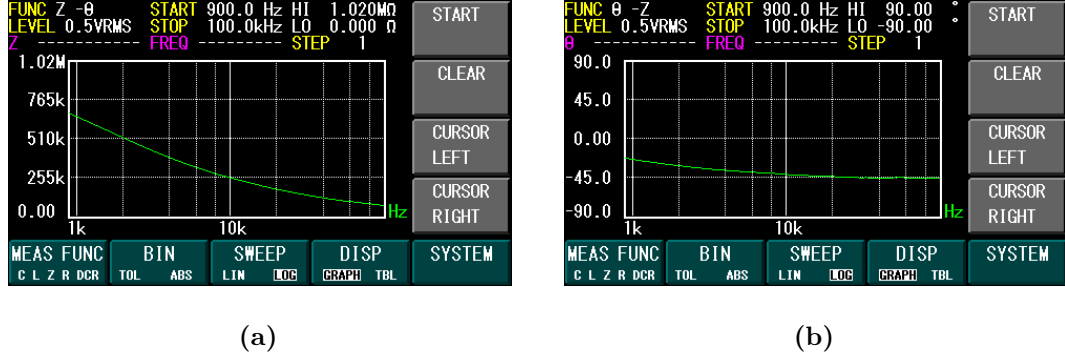 FUNC Z -θ START 900.0 Hz HI 1.020MΩ
LEVEL 0.5VRMS STOP 100.0kHz LO 0.000 Ω
Z ----------- FREQ --------- STEP 1
1.02M
765k
510k
255k
0.00
1k 10k Hz
START
CLEAR
CURSOR
LEFT
CURSOR
RIGHT
MEAS FUNC BIN SWEEP DISP SYSTEM
C L Z R DCR TOL ABS LIN LOG GRAPH TBL
(a)
FUNC θ -Z START 900.0 Hz HI 90.00 °
LEVEL 0.5VRMS STOP 100.0kHz LO -90.00 °
θ ----------- FREQ --------- STEP 1
90.0
45.0
0.00
-45.0
-90.0
1k 10k Hz
START
CLEAR
CURSOR
LEFT
CURSOR
RIGHT
MEAS FUNC BIN SWEEP DISP SYSTEM
C L Z R DCR TOL ABS LIN LOG GRAPH TBL
(b)